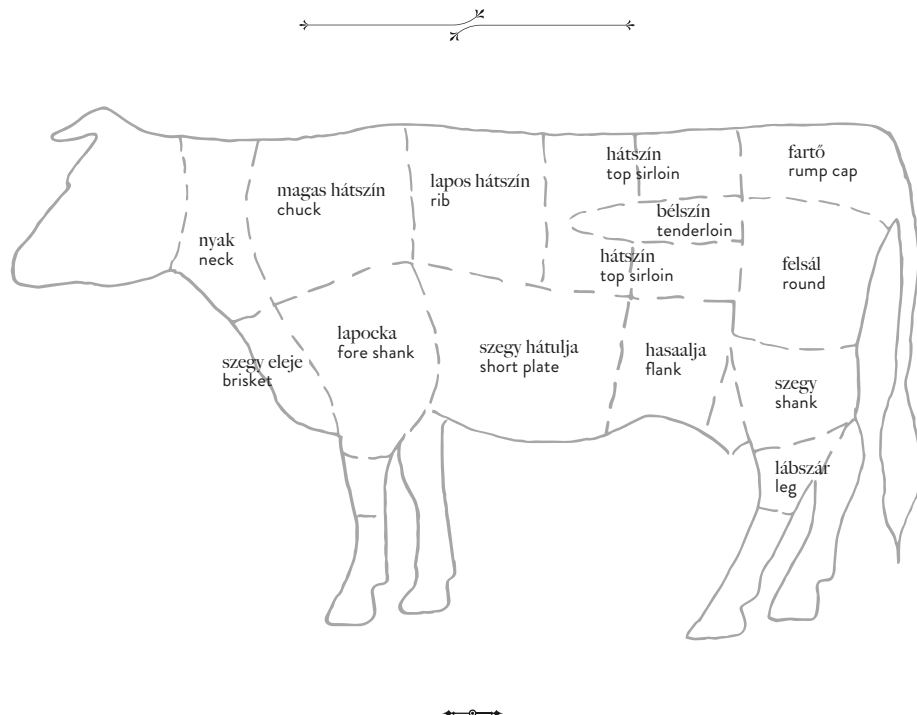 hátszín
top sirloin
fartő
rump cap
magas hátszín
chuck
lapos hátszín
rib
bélszín
tenderloin
nyak
neck
hátszín
top sirloin
felsál
round
lapocka
fore shank
szegy eleje
brisket
szegy hátulja
short plate
hasaalja
flank
szegy
shank
lábszár
leg